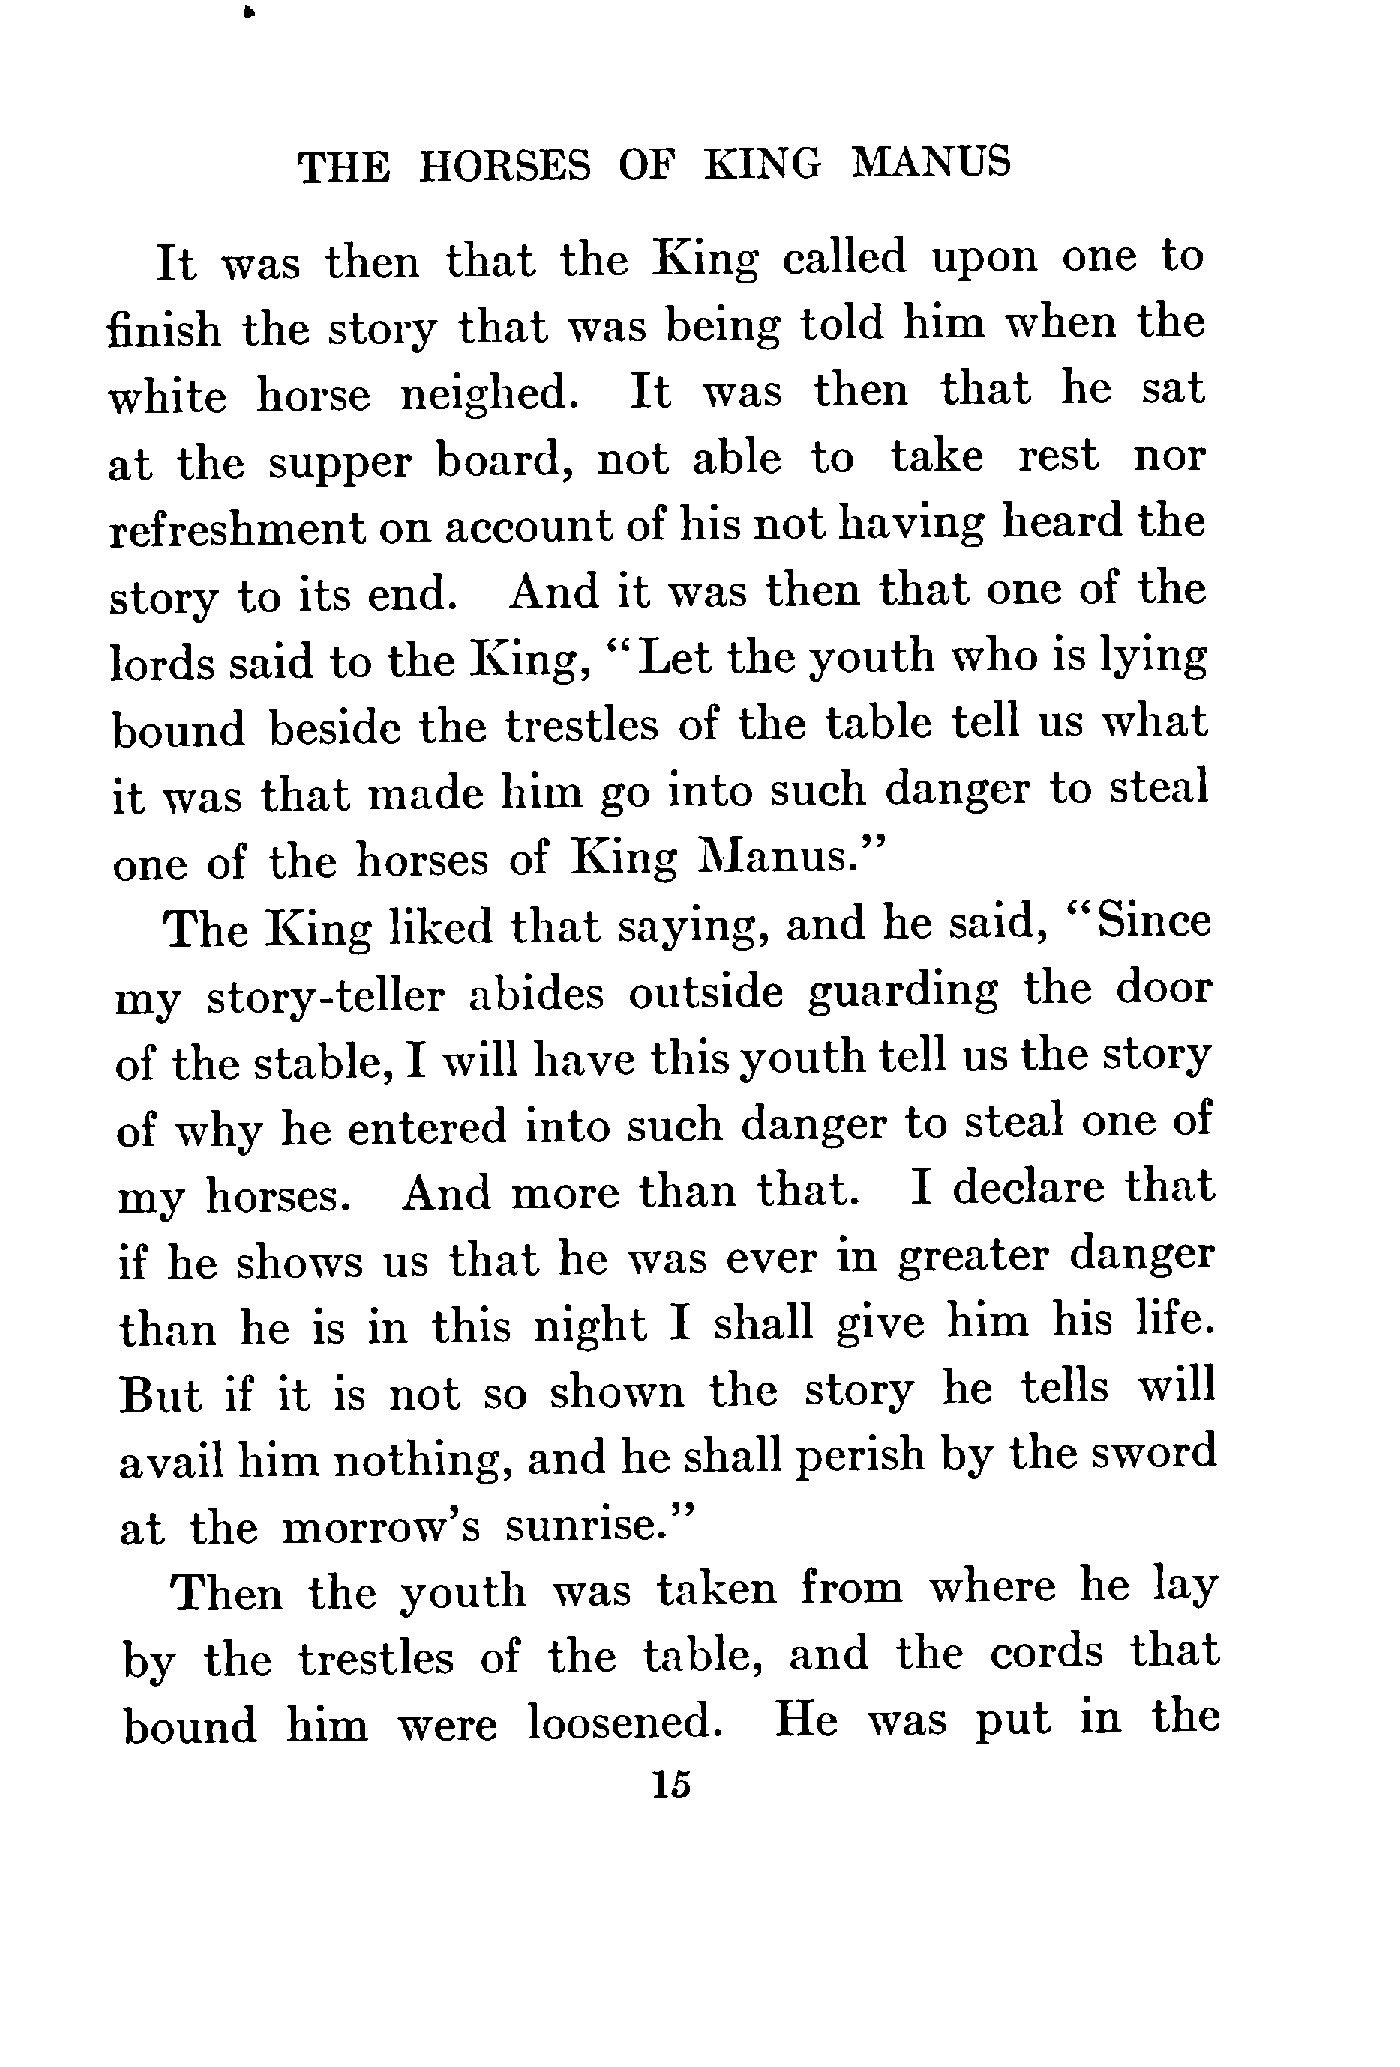 THE HORSES OF KING MANUS
It was then that the King called upon one to
finish the story that was being told him when the
white horse neighed. It was then that he sat
at the supper board, not able to take rest nor
refreshment on account of his not having heard the
story to its end. And it was then that one of the
lords said to the King, “Let the youth who is lying
bound beside the trestles of the table tell us what
it was that made him go into such danger to steal
one of the horses of King Manus.”
The King liked that saying, and he said, “Since
my story-teller abides outside guarding the door
of the stable, I will have this youth tell us the story
of why he entered into such danger to steal one of
my horses. And more than that. I declare that
if he shows us that he was ever in greater danger
than he is in this night I shall give him his life.
But if it is not so shown the story he tells will
avail him nothing, and he shall perish by the sword
at the morrow’s sunrise.”
Then the youth was taken from where he lay
by the trestles of the table, and the cords that
bound him were loosened. He was put in the
15